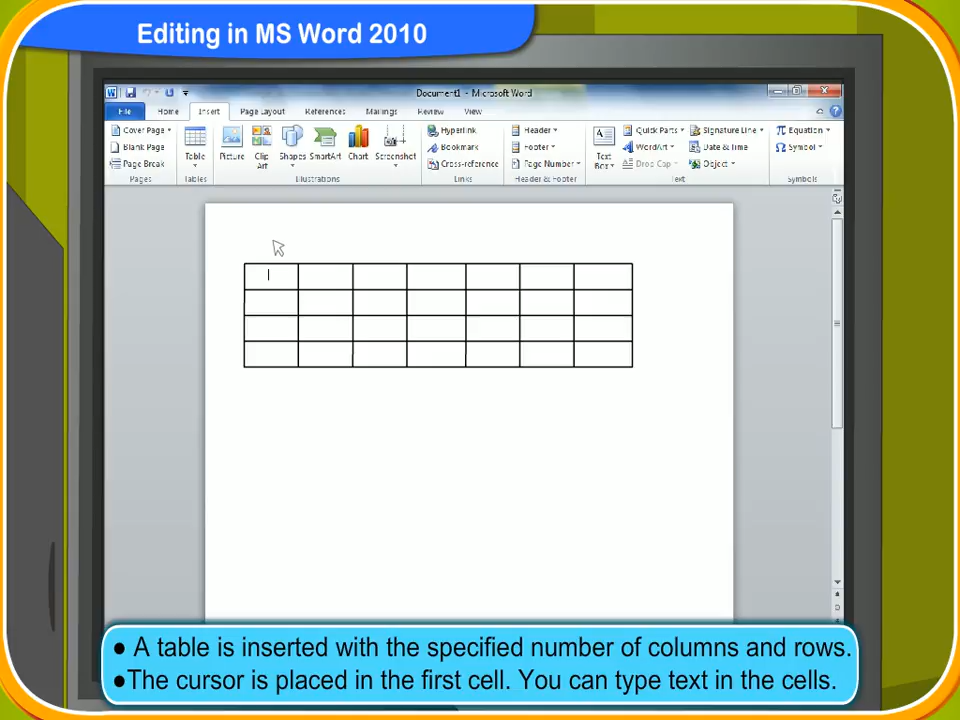 Editing in MS Word 2010
Document1 - Microsoft Word
File Home Insert Page Layout References Mailings Review View
Cover Page
Blank Page
Page Break
Pages
Table
Tables
Picture
Clip
Art
Shapes
SmartArt
Chart
Screenshot
Illustrations
Hyperlink
Bookmark
Cross-reference
Links
Header
Footer
Page Number
Header & Footer
Text
Box
Quick Parts
WordArt
Drop Cap
Signature Line
Date & Time
Object
Text
Equation
Symbol
Symbols
● A table is inserted with the specified number of columns and rows.
●The cursor is placed in the first cell. You can type text in the cells.